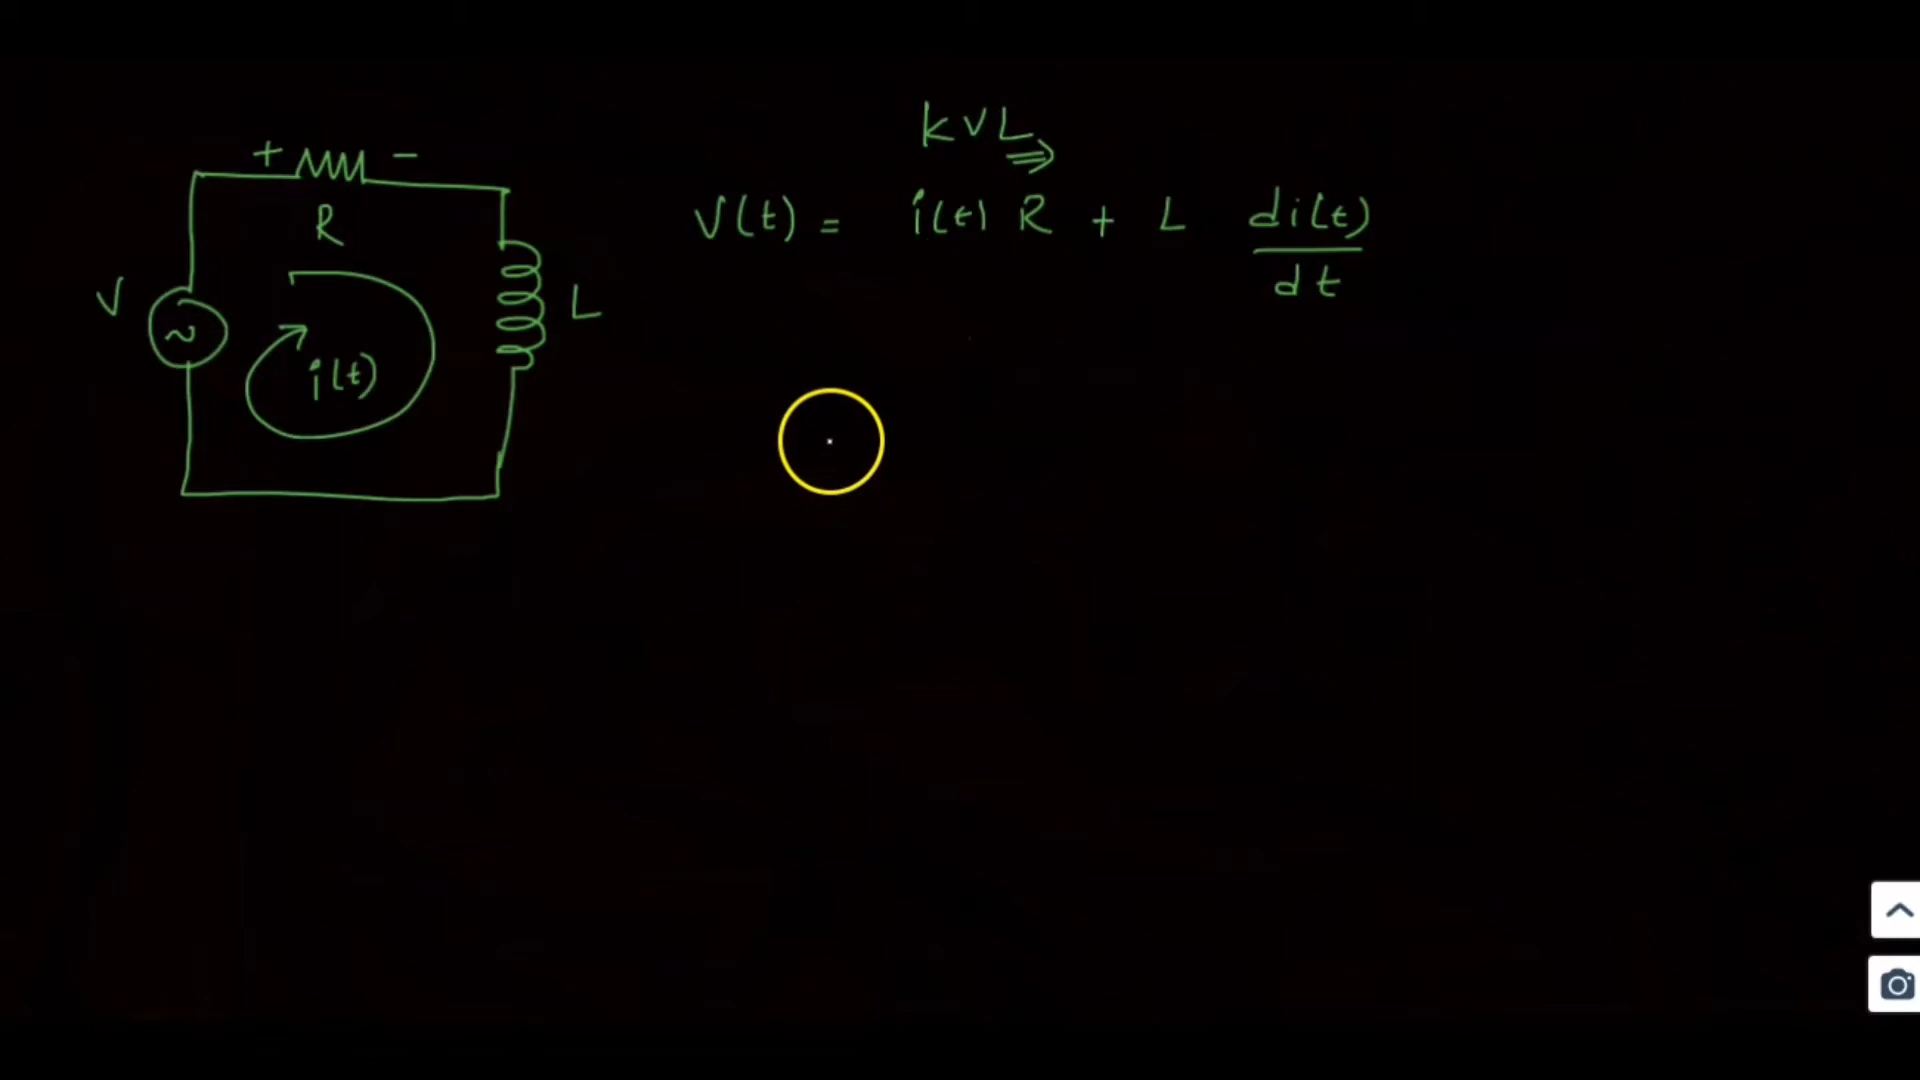 kVL
+ -
R
V(t) = i(t) R + L di(t)
dt
V
~
L
i(t)